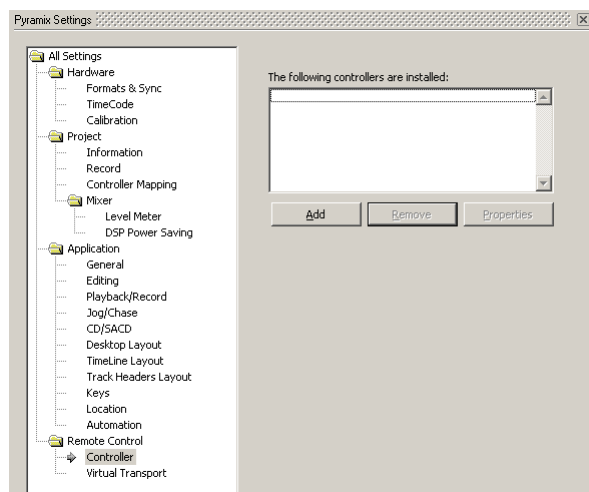 Pyramix Settings
All Settings
Hardware
Formats & Sync
TimeCode
Calibration
Project
Information
Record
Controller Mapping
Mixer
Level Meter
DSP Power Saving
Application
General
Editing
Playback/Record
Jog/Chase
CD/SACD
Desktop Layout
TimeLine Layout
Track Headers Layout
Keys
Location
Automation
Remote Control
Controller
Virtual Transport
The following controllers are installed:
Add Remove Properties